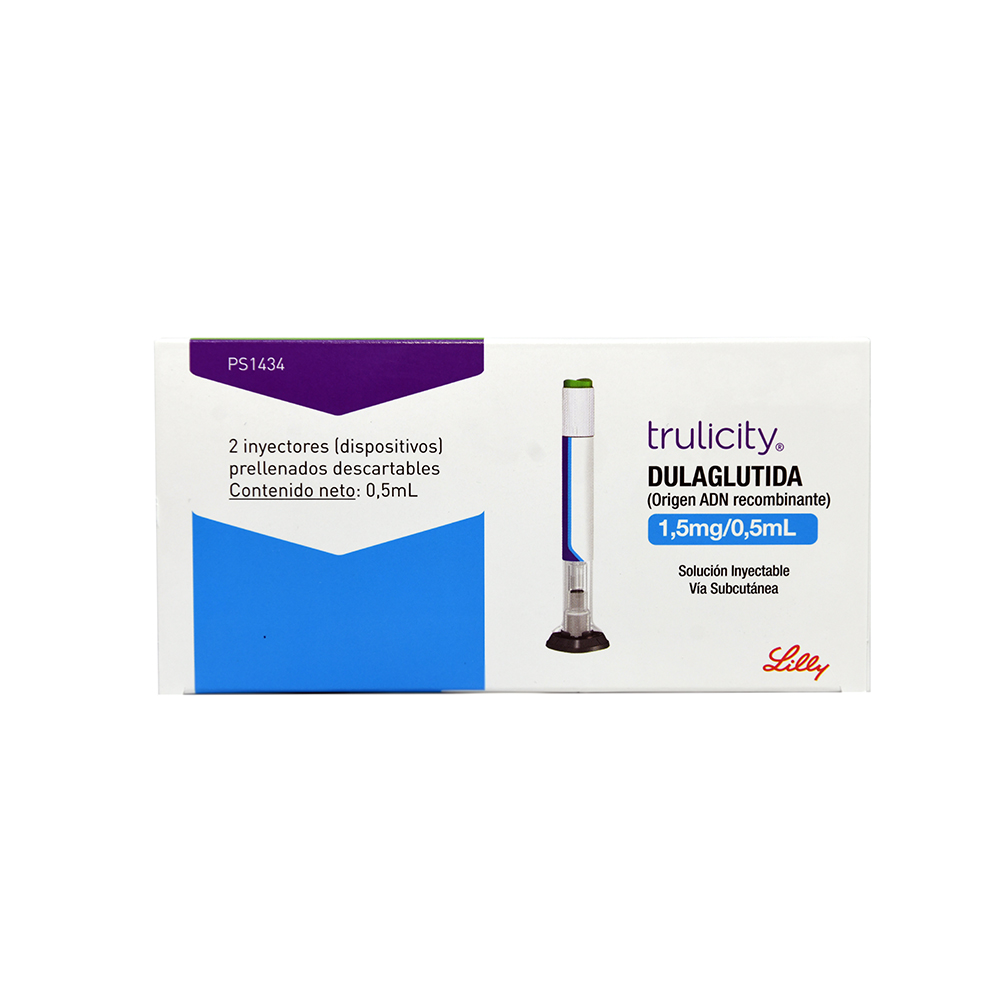 PS1434
2 inyectores (dispositivos)
prellenados descartables
Contenido neto: 0,5mL
trulicity®
DULAGLUTIDA
(Origen ADN recombinante)
1,5mg/0,5mL
Solución Inyectable
Vía Subcutánea
Lilly